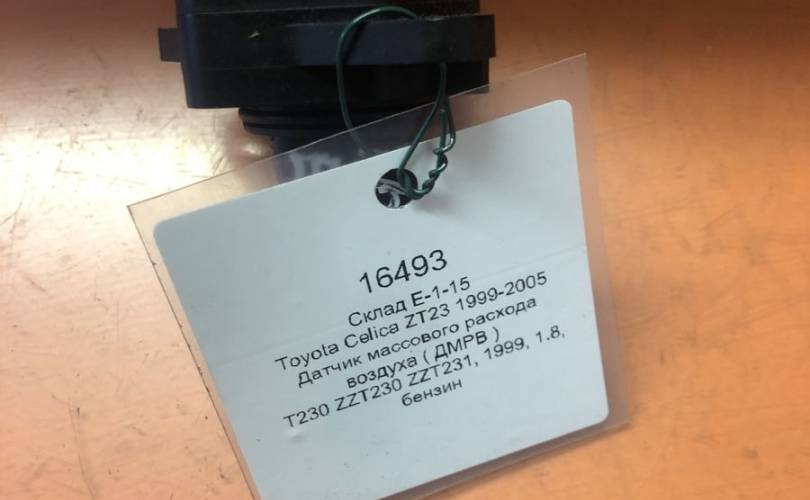 16493
Склад E-1-15
Toyota Celica ZT23 1999-2005
Датчик массового расхода
воздуха ( ДМРВ )
T230 ZZT230 ZZT231, 1999, 1.8,
бензин